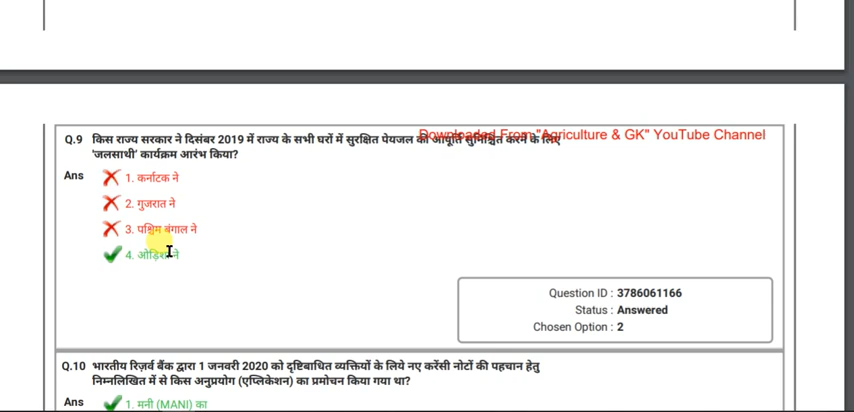 Q.9 किस राज्य सरकार ने दिसंबर 2019 में राज्य के सभी घरों में सुरक्षित पेयजल की आपूर्ति सुनिश्चित करने के लिए
Downloaded From "Agriculture & GK" YouTube Channel
'जलसाथी' कार्यक्रम आरंभ किया?
Ans 1. कर्नाटक ने
2. गुजरात ने
3. पश्चिम बंगाल ने
4. ओड़िशा ने
Question ID : 3786061166
Status : Answered
Chosen Option : 2
Q.10 भारतीय रिज़र्व बैंक द्वारा 1 जनवरी 2020 को दृष्टिबाधित व्यक्तियों के लिये नए करेंसी नोटों की पहचान हेतु
निम्नलिखित में से किस अनुप्रयोग (एप्लिकेशन) का प्रमोचन किया गया था?
Ans 1. मनी (MANI) का